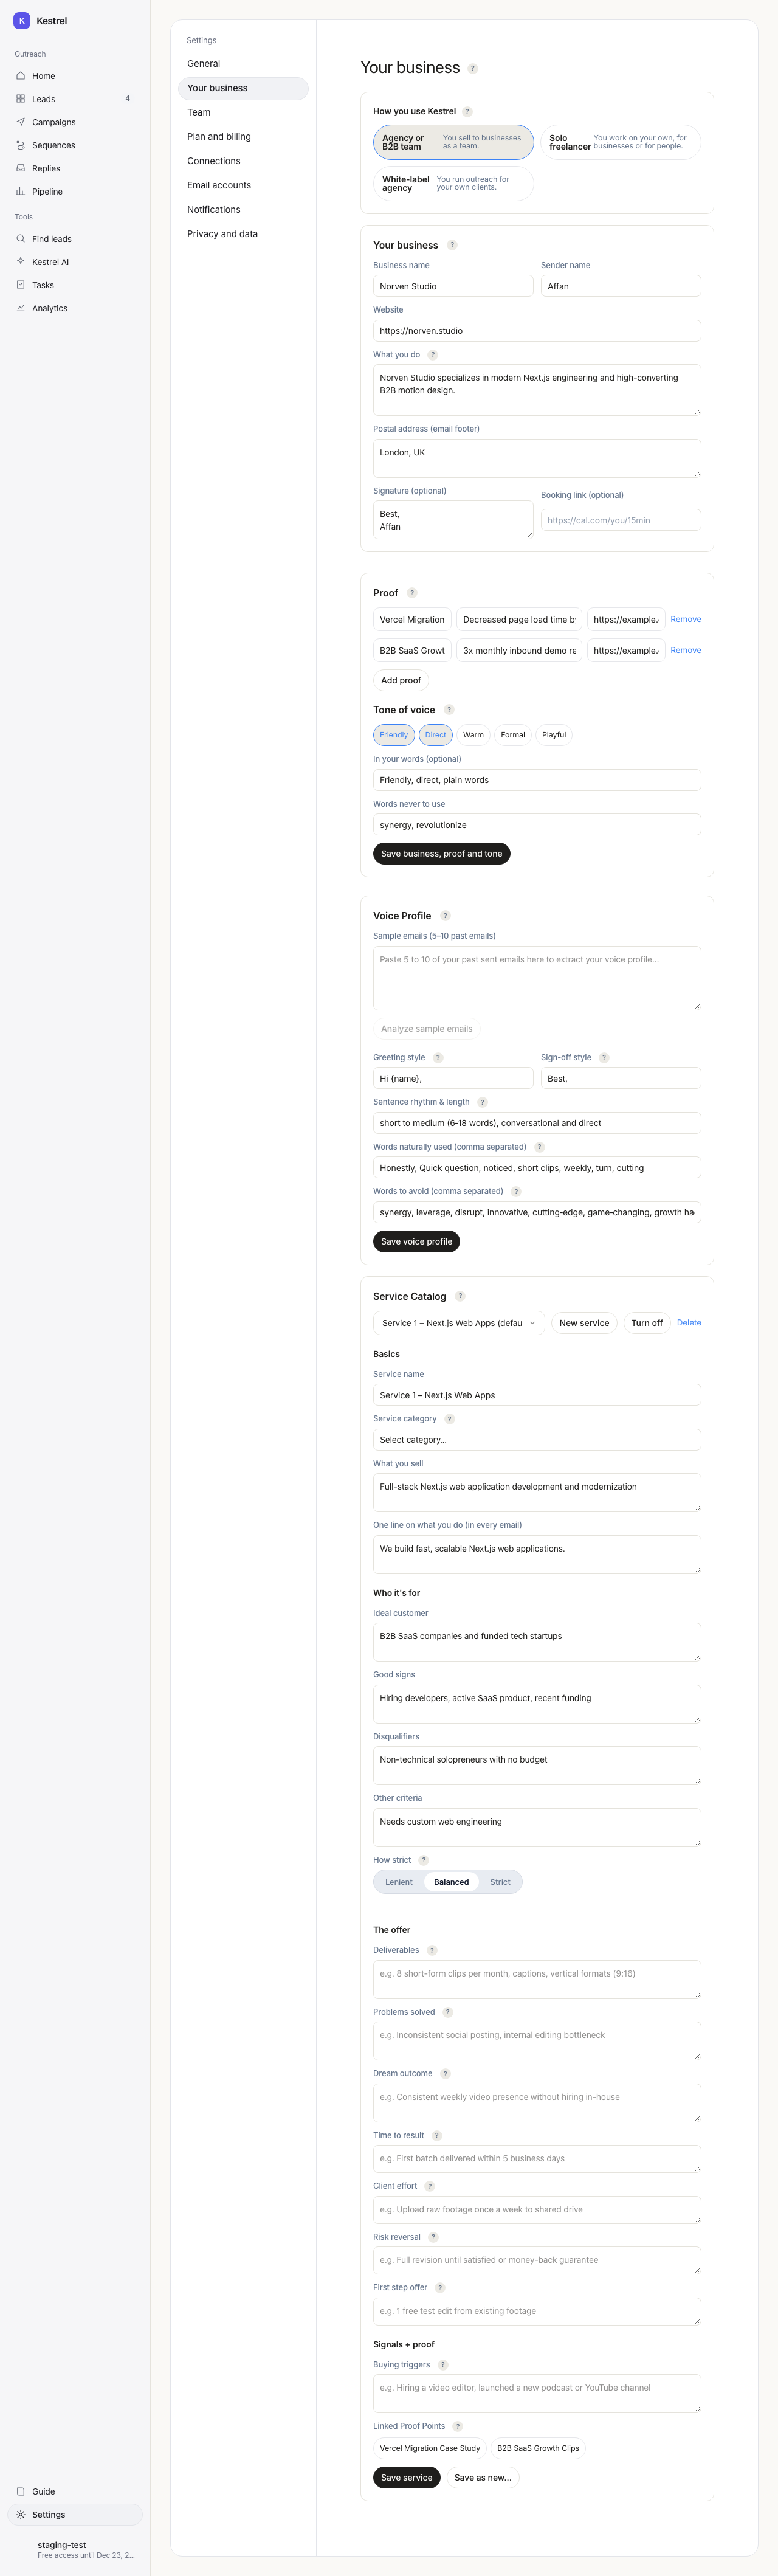 K Kestrel
Outreach
Home
Leads 4
Campaigns
Sequences
Replies
Pipeline
Tools
Find leads
Kestrel AI
Tasks
Analytics
Guide
Settings
staging-test
Free access until Dec 23, 2...
Settings
General
Your business
Team
Plan and billing
Connections
Email accounts
Notifications
Privacy and data
Your business ?
How you use Kestrel ?
Agency or B2B team You sell to businesses as a team.
Solo freelancer You work on your own, for businesses or for people.
White-label agency You run outreach for your own clients.
Your business ?
Business name
Norven Studio
Sender name
Affan
Website
https://norven.studio
What you do ?
Norven Studio specializes in modern Next.js engineering and high-converting
B2B motion design.
Postal address (email footer)
London, UK
Signature (optional)
Best,
Affan
Booking link (optional)
https://cal.com/you/15min
Proof ?
Vercel Migration Decreased page load time b https://example. Remove
B2B SaaS Growt 3x monthly inbound demo re https://example. Remove
Add proof
Tone of voice ?
Friendly Direct Warm Formal Playful
In your words (optional)
Friendly, direct, plain words
Words never to use
synergy, revolutionize
Save business, proof and tone
Voice Profile ?
Sample emails (5–10 past emails)
Paste 5 to 10 of your past sent emails here to extract your voice profile...
Analyze sample emails
Greeting style ?
Hi {name},
Sign-off style ?
Best,
Sentence rhythm & length ?
short to medium (6-18 words), conversational and direct
Words naturally used (comma separated) ?
Honestly, Quick question, noticed, short clips, weekly, turn, cutting
Words to avoid (comma separated) ?
synergy, leverage, disrupt, innovative, cutting-edge, game-changing, growth ha
Save voice profile
Service Catalog ?
Service 1 – Next.js Web Apps (defau New service Turn off Delete
Basics
Service name
Service 1 – Next.js Web Apps
Service category ?
Select category...
What you sell
Full-stack Next.js web application development and modernization
One line on what you do (in every email)
We build fast, scalable Next.js web applications.
Who it's for
Ideal customer
B2B SaaS companies and funded tech startups
Good signs
Hiring developers, active SaaS product, recent funding
Disqualifiers
Non-technical solopreneurs with no budget
Other criteria
Needs custom web engineering
How strict ?
Lenient Balanced Strict
The offer
Deliverables ?
e.g. 8 short-form clips per month, captions, vertical formats (9:16)
Problems solved ?
e.g. Inconsistent social posting, internal editing bottleneck
Dream outcome ?
e.g. Consistent weekly video presence without hiring in-house
Time to result ?
e.g. First batch delivered within 5 business days
Client effort ?
e.g. Upload raw footage once a week to shared drive
Risk reversal ?
e.g. Full revision until satisfied or money-back guarantee
First step offer ?
e.g. 1 free test edit from existing footage
Signals + proof
Buying triggers ?
e.g. Hiring a video editor, launched a new podcast or YouTube channel
Linked Proof Points ?
Vercel Migration Case Study B2B SaaS Growth Clips
Save service Save as new...